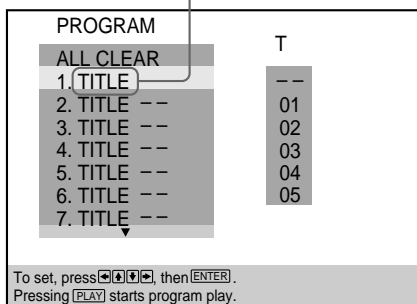 PROGRAM
T
ALL CLEAR
1. TITLE
– –
2. TITLE – –
01
3. TITLE – –
02
4. TITLE – –
03
5. TITLE – –
04
6. TITLE – –
05
7. TITLE – –
To set, press ←↑↓→, then ENTER.
Pressing PLAY starts program play.